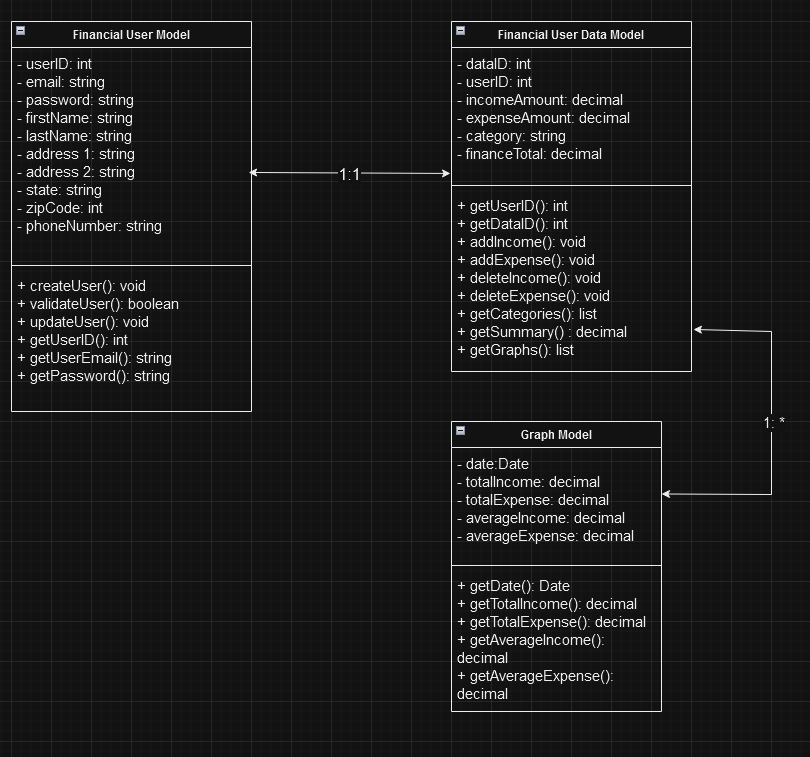 Financial User Model
- userID: int
- email: string
- password: string
- firstName: string
- lastName: string
- address 1: string
- address 2: string
- state: string
- zipCode: int
- phoneNumber: string
+ createUser(): void
+ validateUser(): boolean
+ updateUser(): void
+ getUserID(): int
+ getUserEmail(): string
+ getPassword(): string
1:1
Financial User Data Model
- dataID: int
- userID: int
- incomeAmount: decimal
- expenseAmount: decimal
- category: string
- financeTotal: decimal
+ getUserID(): int
+ getDataID(): int
+ addIncome(): void
+ addExpense(): void
+ deleteIncome(): void
+ deleteExpense(): void
+ getCategories(): list
+ getSummary() : decimal
+ getGraphs(): list
1: *
Graph Model
- date:Date
- totalIncome: decimal
- totalExpense: decimal
- averageIncome: decimal
- averageExpense: decimal
+ getDate(): Date
+ getTotalIncome(): decimal
+ getTotalExpense(): decimal
+ getAverageIncome():
decimal
+ getAverageExpense():
decimal